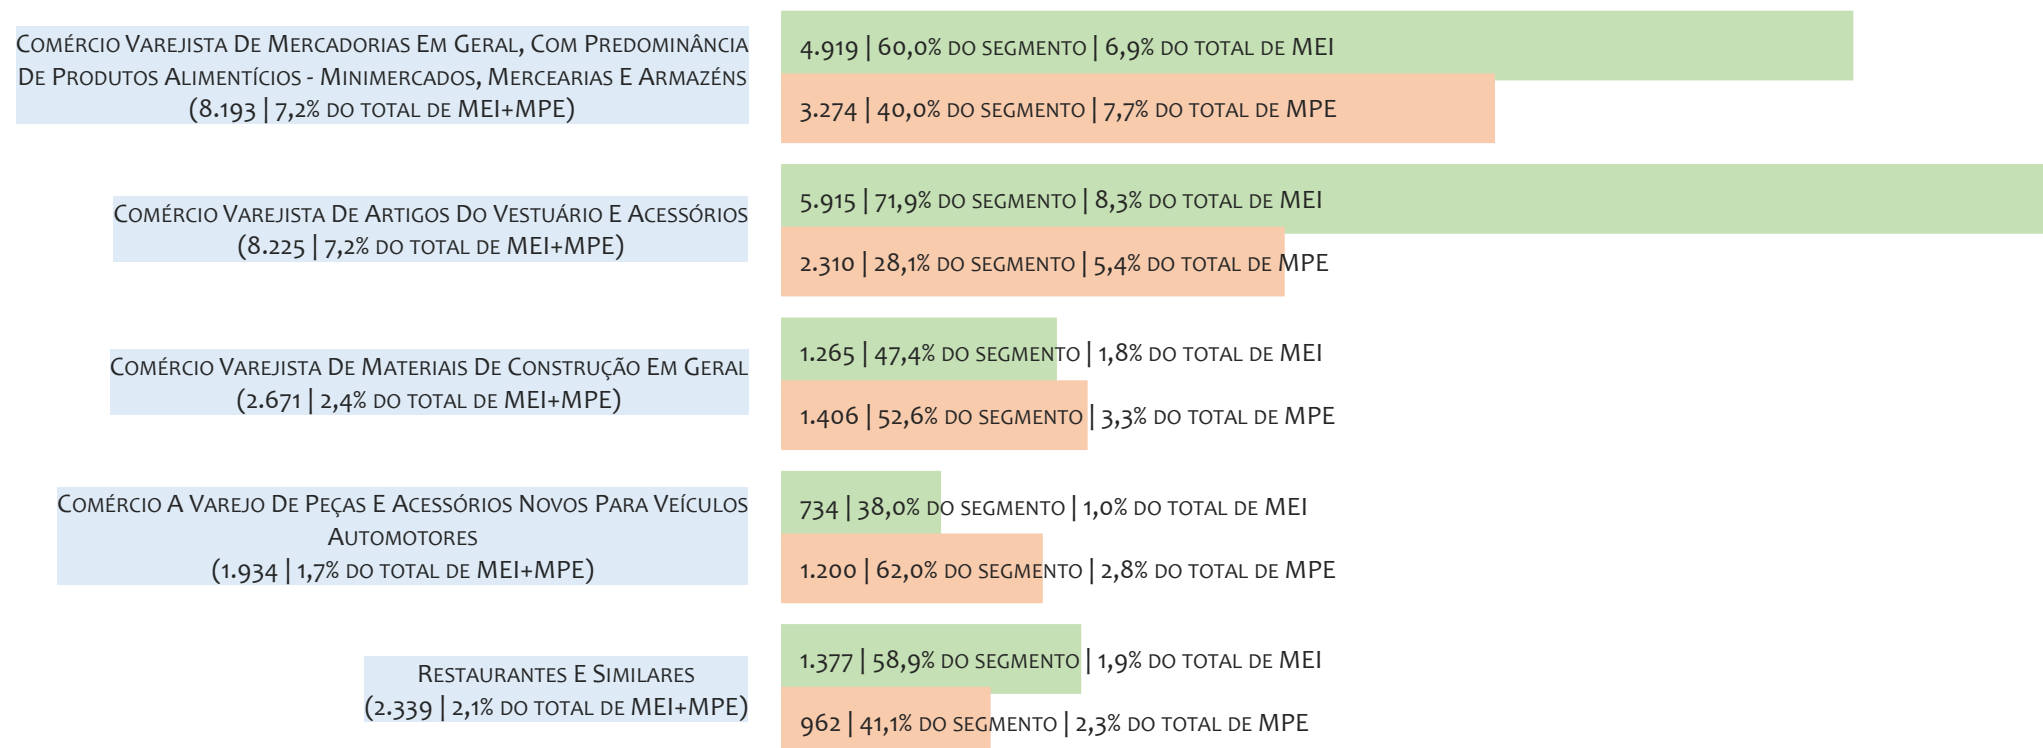 Comércio Varejista De Mercadorias Em Geral, Com Predominância
De Produtos Alimentícios - Minimercados, Mercearias E Armazéns
(8.193 | 7,2% do total de MEI+MPE)
4.919 | 60,0% do segmento | 6,9% do total de MEI
3.274 | 40,0% do segmento | 7,7% do total de MPE
Comércio Varejista De Artigos Do Vestuário E Acessórios
(8.225 | 7,2% do total de MEI+MPE)
5.915 | 71,9% do segmento | 8,3% do total de MEI
2.310 | 28,1% do segmento | 5,4% do total de MPE
Comércio Varejista De Materiais De Construção Em Geral
(2.671 | 2,4% do total de MEI+MPE)
1.265 | 47,4% do segmento | 1,8% do total de MEI
1.406 | 52,6% do segmento | 3,3% do total de MPE
Comércio A Varejo De Peças E Acessórios Novos Para Veículos
Automotores
(1.934 | 1,7% do total de MEI+MPE)
734 | 38,0% do segmento | 1,0% do total de MEI
1.200 | 62,0% do segmento | 2,8% do total de MPE
Restaurantes E Similares
(2.339 | 2,1% do total de MEI+MPE)
1.377 | 58,9% do segmento | 1,9% do total de MEI
962 | 41,1% do segmento | 2,3% do total de MPE